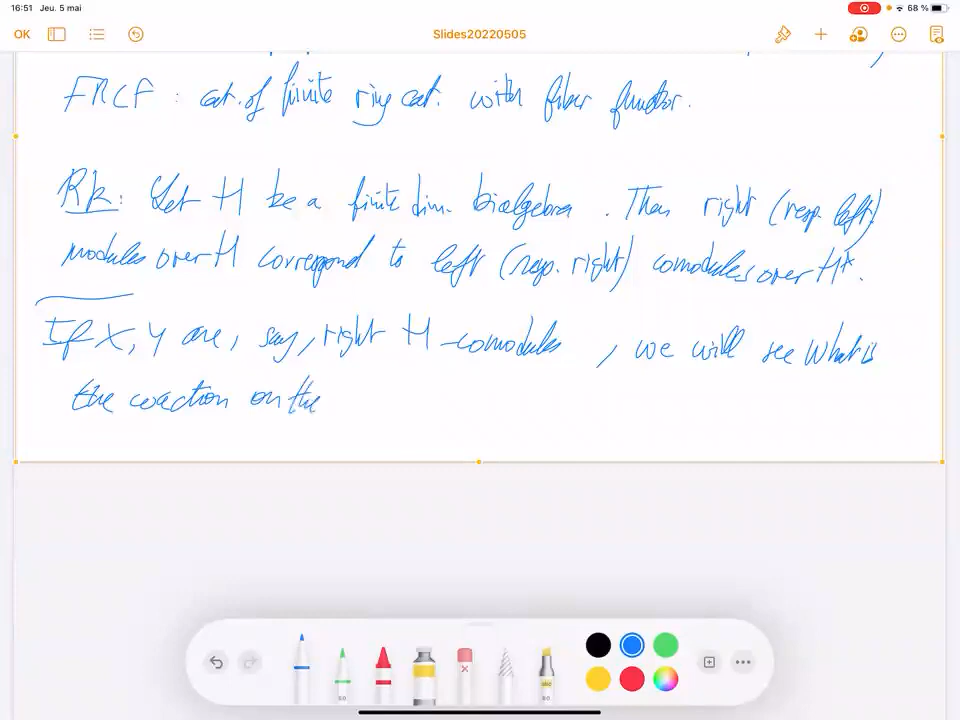 16:51 Jeu. 5 mai
68 %
OK
Slides20220505
FRCF : cat. of finite ring cat. with fiber functor.
Rk: Let H be a finite dim. bialgebra. Then right (resp. left)
modules over H correspond to left (resp. right) comodules over H*.
If X, Y are, say, right H-comodules, we will see what is
the coaction on the